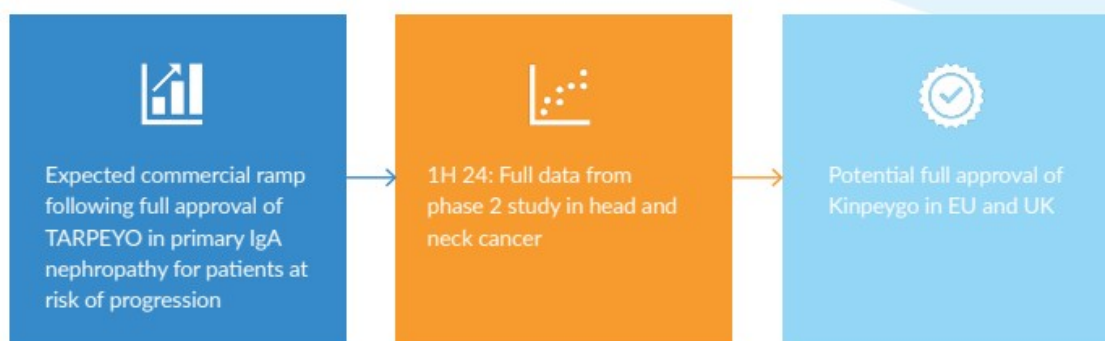 Expected commercial ramp
following full approval of
TARPEYO in primary IgA
nephropathy for patients at
risk of progression
1H 24: Full data from
phase 2 study in head and
neck cancer
Potential full approval of
Kinpeygo in EU and UK